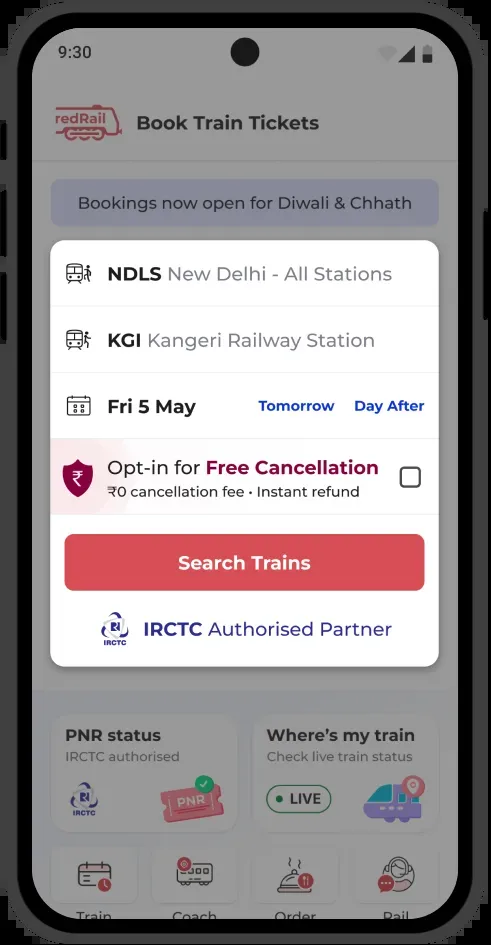 9:30
redRail
Book Train Tickets
Bookings now open for Diwali & Chhath
NDLS New Delhi - All Stations
KGI Kangeri Railway Station
Fri 5 May Tomorrow Day After
Opt-in for Free Cancellation
₹
₹0 cancellation fee • Instant refund
Search Trains
IRCTC
IRCTC Authorised Partner
PNR status
IRCTC authorised
IRCTC
PNR
Where's my train
Check live train status
LIVE
Train
Coach
Order
Rail